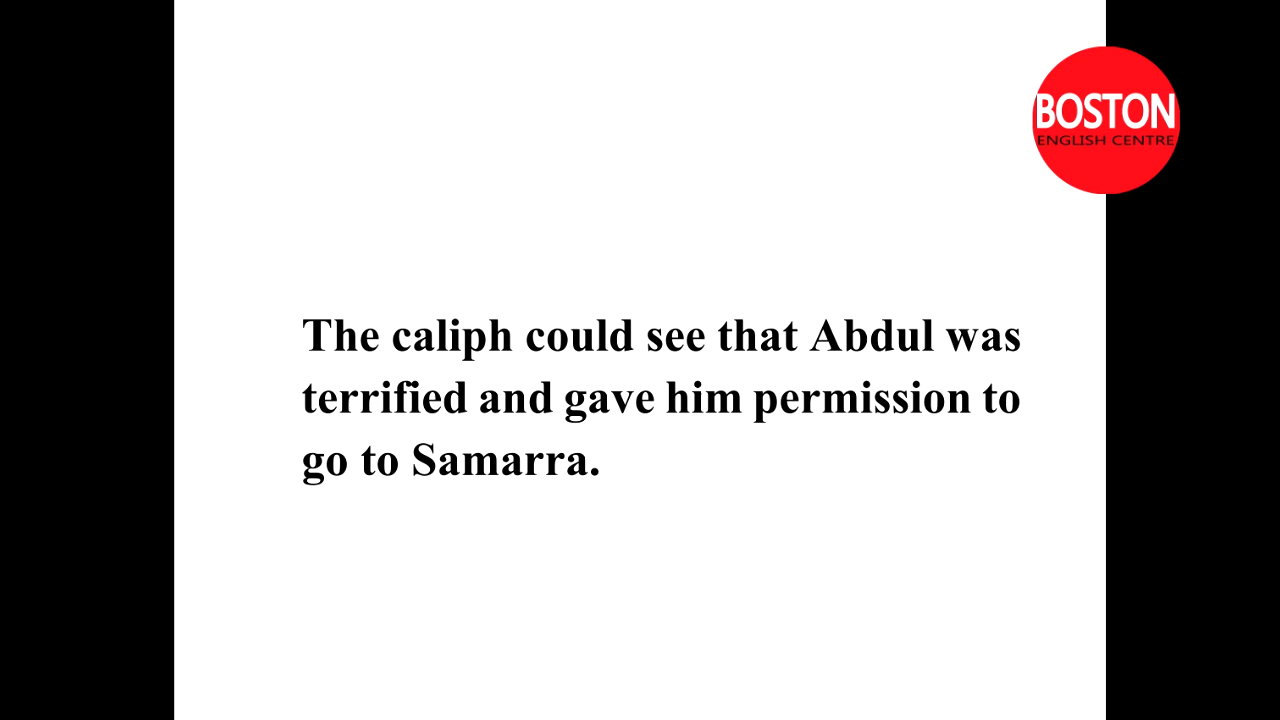 BOSTON
ENGLISH CENTRE
The caliph could see that Abdul was
terrified and gave him permission to
go to Samarra.